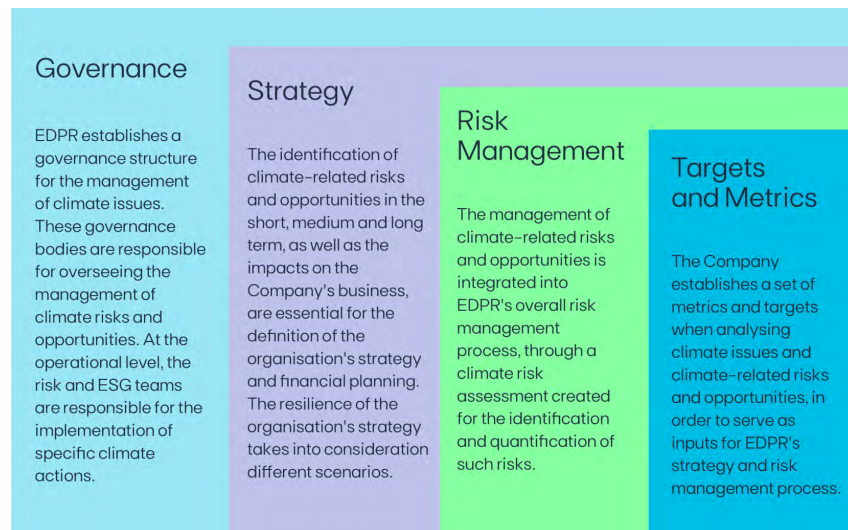 Governance
EDPR establishes a
governance structure
for the management
of climate issues.
These governance
bodies are responsible
for overseeing the
management of
climate risks and
opportunities. At the
operational level, the
risk and ESG teams
are responsible for the
implementation of
specific climate
actions.
Strategy
The identification of
climate-related risks
and opportunities in the
short, medium and long
term, as well as the
impacts on the
Company's business,
are essential for the
definition of the
organisation's strategy
and financial planning.
The resilience of the
organisation's strategy
takes into consideration
different scenarios.
Risk
Management
The management of
climate-related risks
and opportunities is
integrated into
EDPR's overall risk
management
process, through a
climate risk
assessment created
for the identification
and quantification of
such risks.
Targets
and Metrics
The Company
establishes a set of
metrics and targets
when analysing
climate issues and
climate-related risks
and opportunities, in
order to serve as
inputs for EDPR's
strategy and risk
management process.